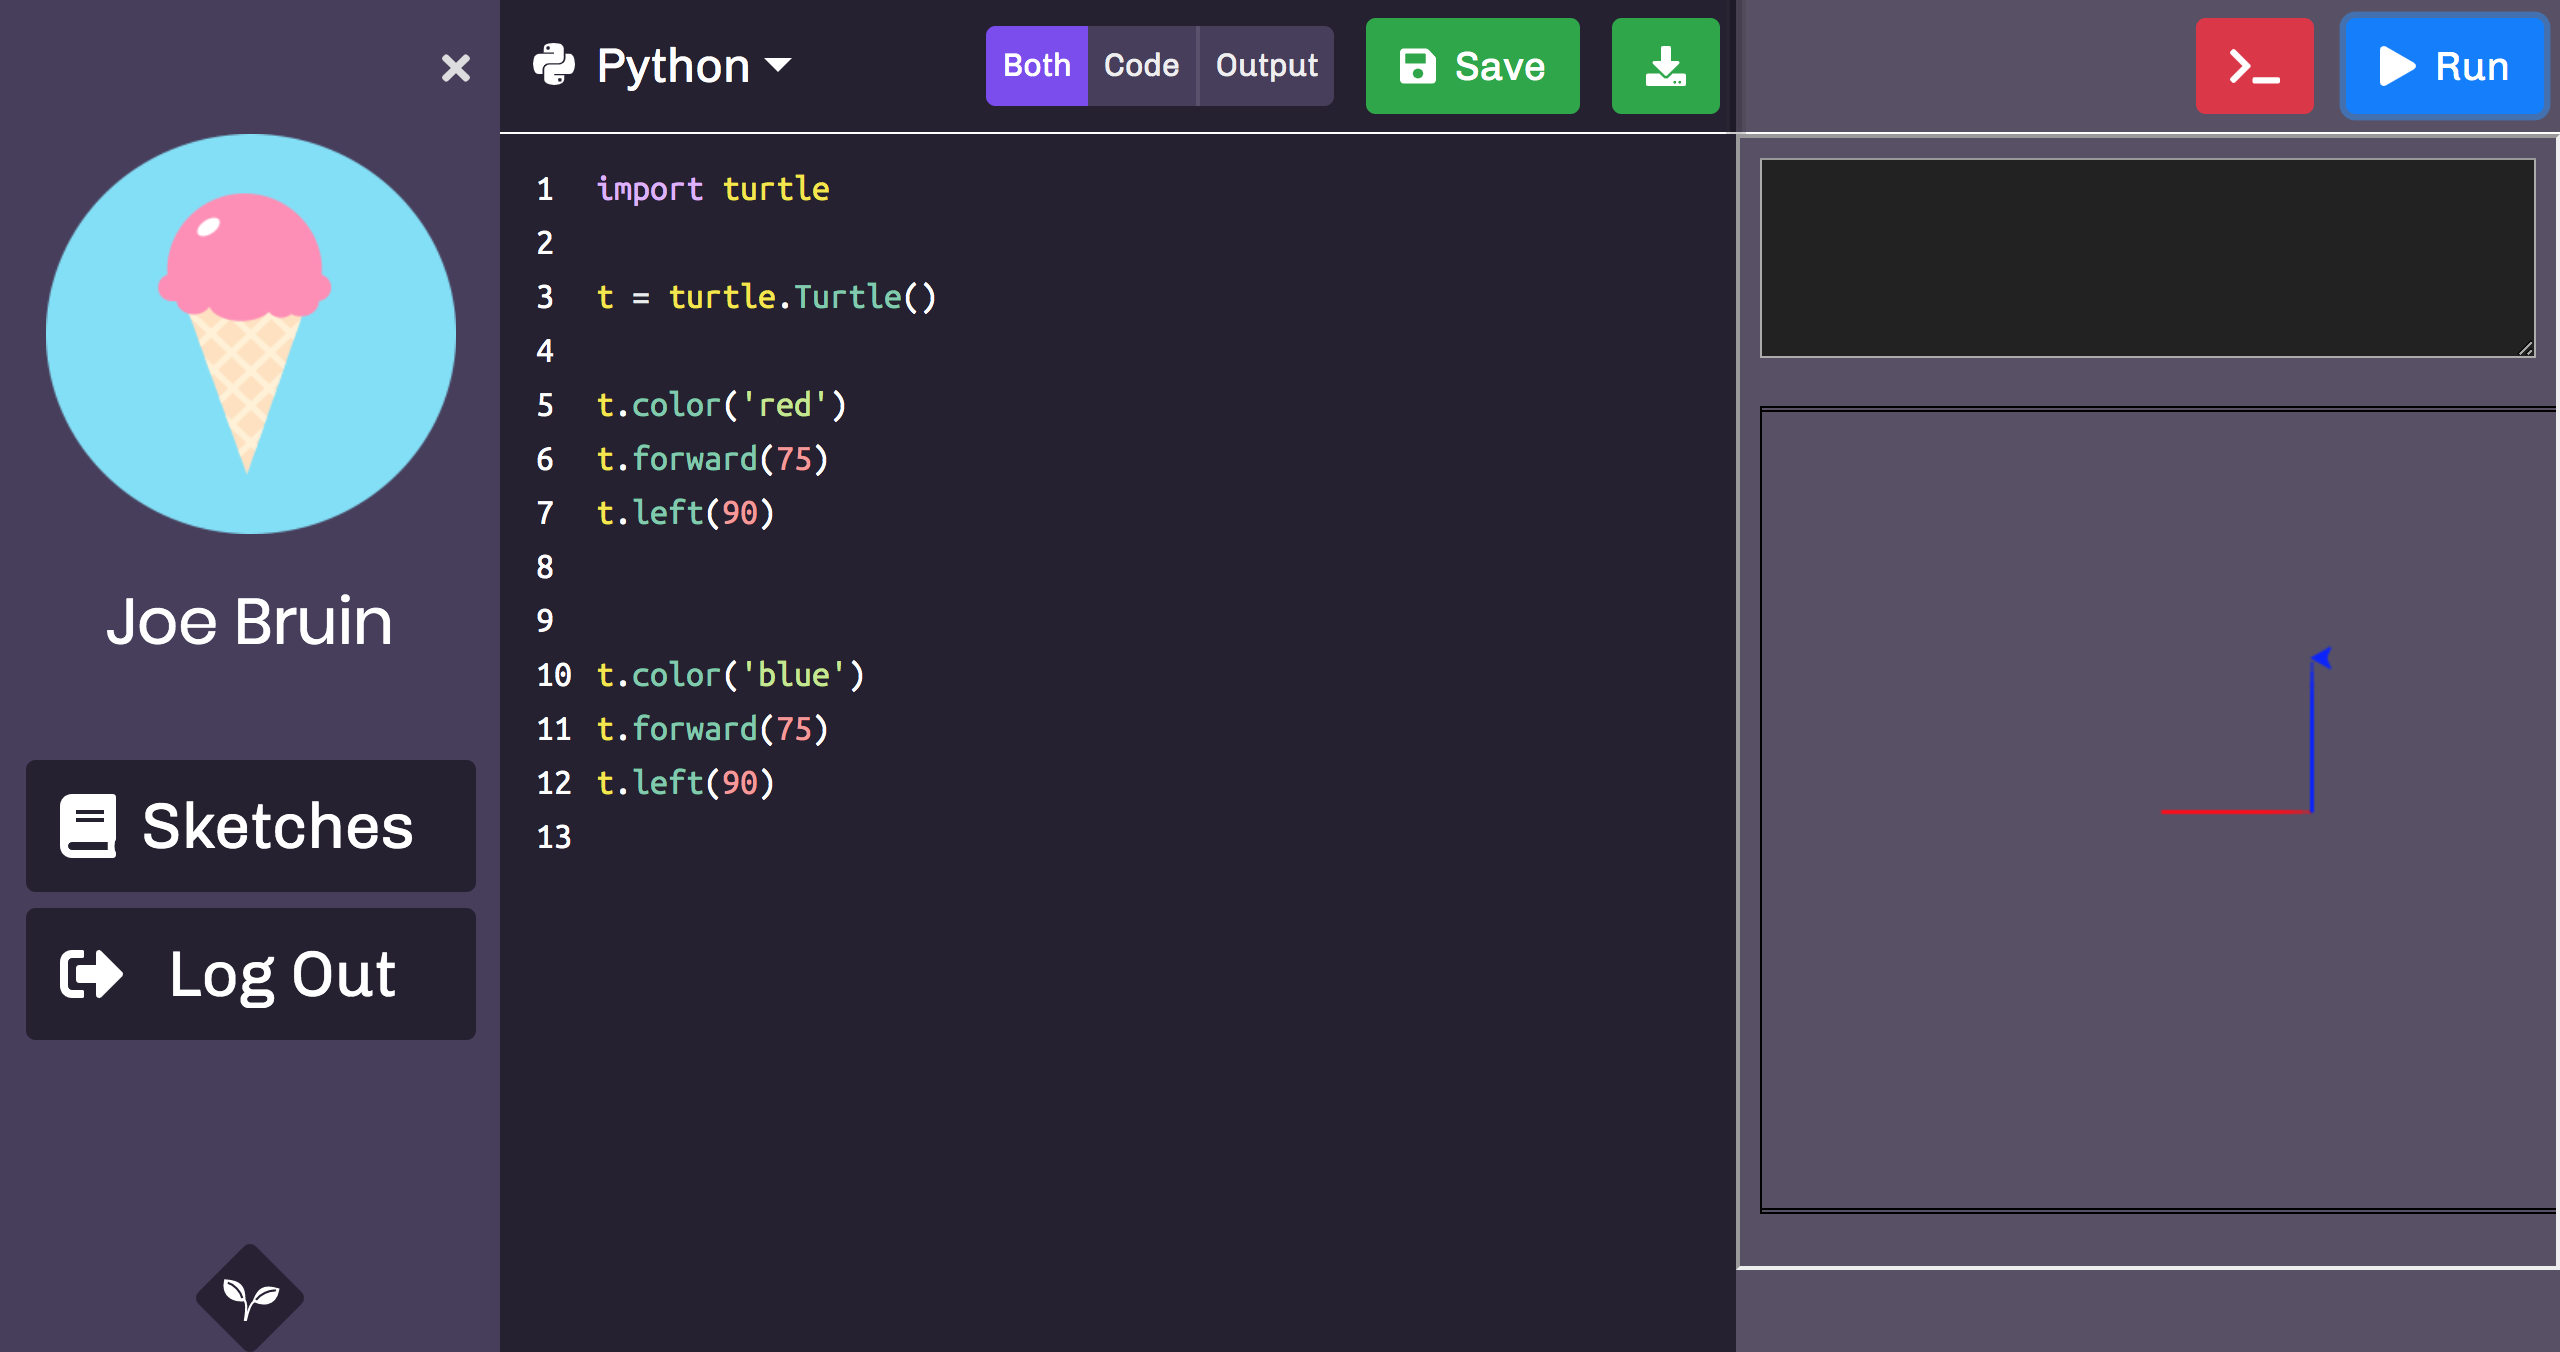 Joe Bruin
Sketches
Log Out
Python
Both Code Output
Save
Run
1 import turtle
2
3 t = turtle.Turtle()
4
5 t.color('red')
6 t.forward(75)
7 t.left(90)
8
9
10 t.color('blue')
11 t.forward(75)
12 t.left(90)
13